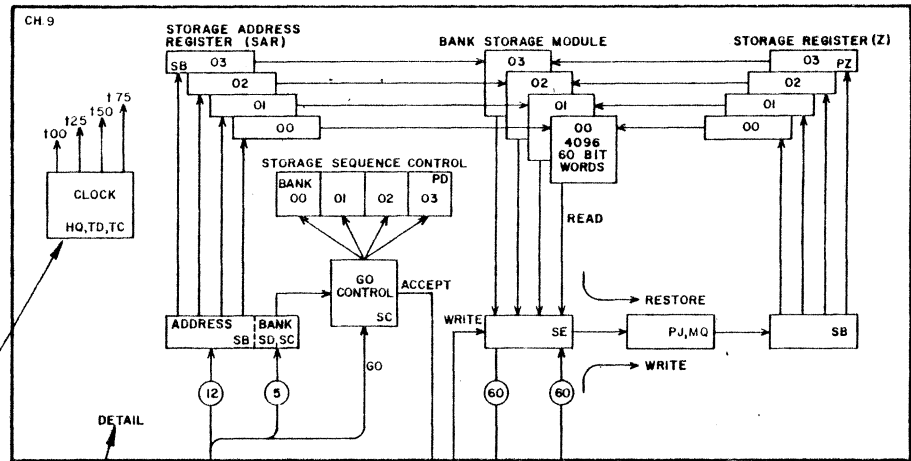 CH. 9
STORAGE ADDRESS
REGISTER (SAR)
BANK STORAGE MODULE
STORAGE REGISTER (Z)
SB 03
02
01
00
03
02
01
00
4096
60 BIT
WORDS
03 PZ
02
01
00
t00
t25
t50
t75
CLOCK
HQ,TD,TC
STORAGE SEQUENCE CONTROL
BANK
00
01
02
PD
03
READ
GO
CONTROL
SC
ACCEPT
RESTORE
ADDRESS
SB
BANK
SD,SC
WRITE
SE
PJ,MQ
SB
GO
WRITE
12
5
60
60
DETAIL